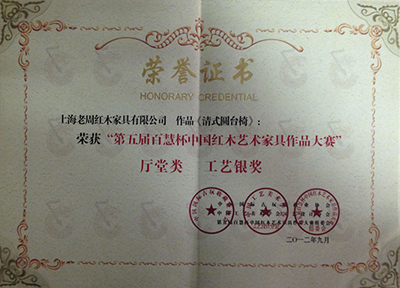 荣誉证书
HONORARY CREDENTIAL
上海老周红木家具有限公司 作品《清式圆台椅》：
荣获“第五届百慧杯中国红木艺术家具作品大赛”
厅堂类 工艺银奖
二〇一二年九月